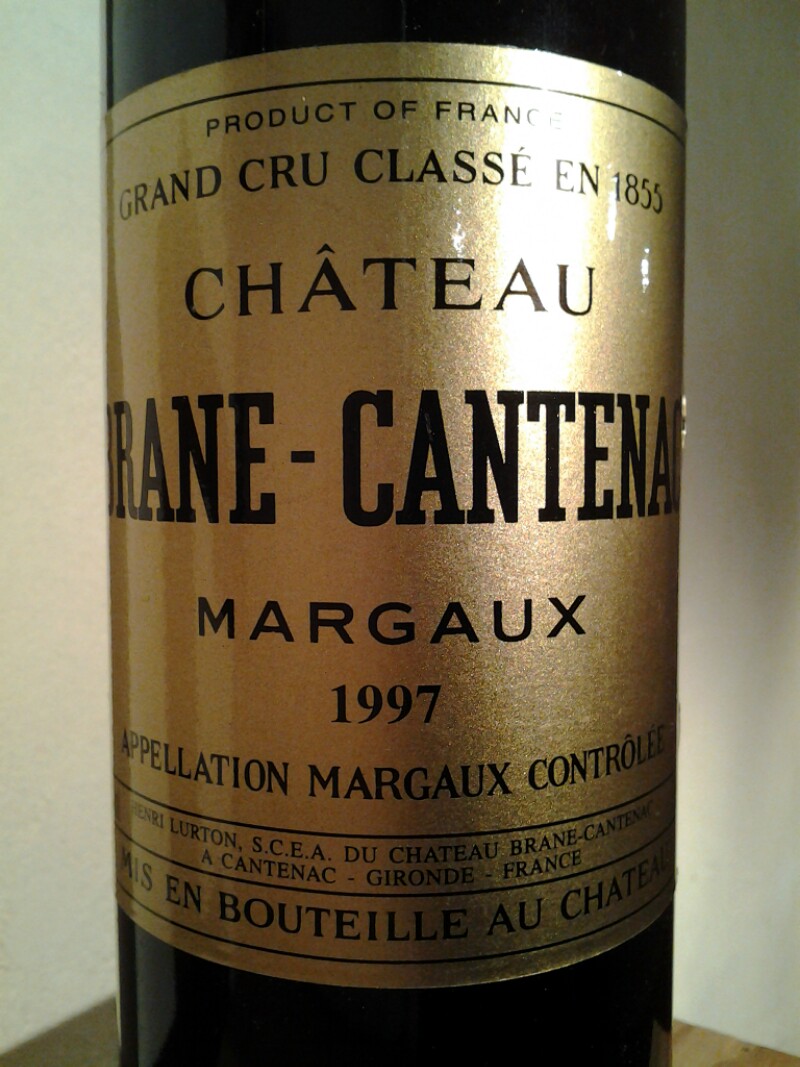 PRODUCT OF FRANCE
GRAND CRU CLASSÉ EN 1855
CHÂTEAU
BRANE-CANTENAC
MARGAUX
1997
APPELLATION MARGAUX CONTRÔLÉE
HENRI LURTON, S.C.E.A. DU CHATEAU BRANE-CANTENAC
A CANTENAC - GIRONDE - FRANCE
MIS EN BOUTEILLE AU CHATEAU